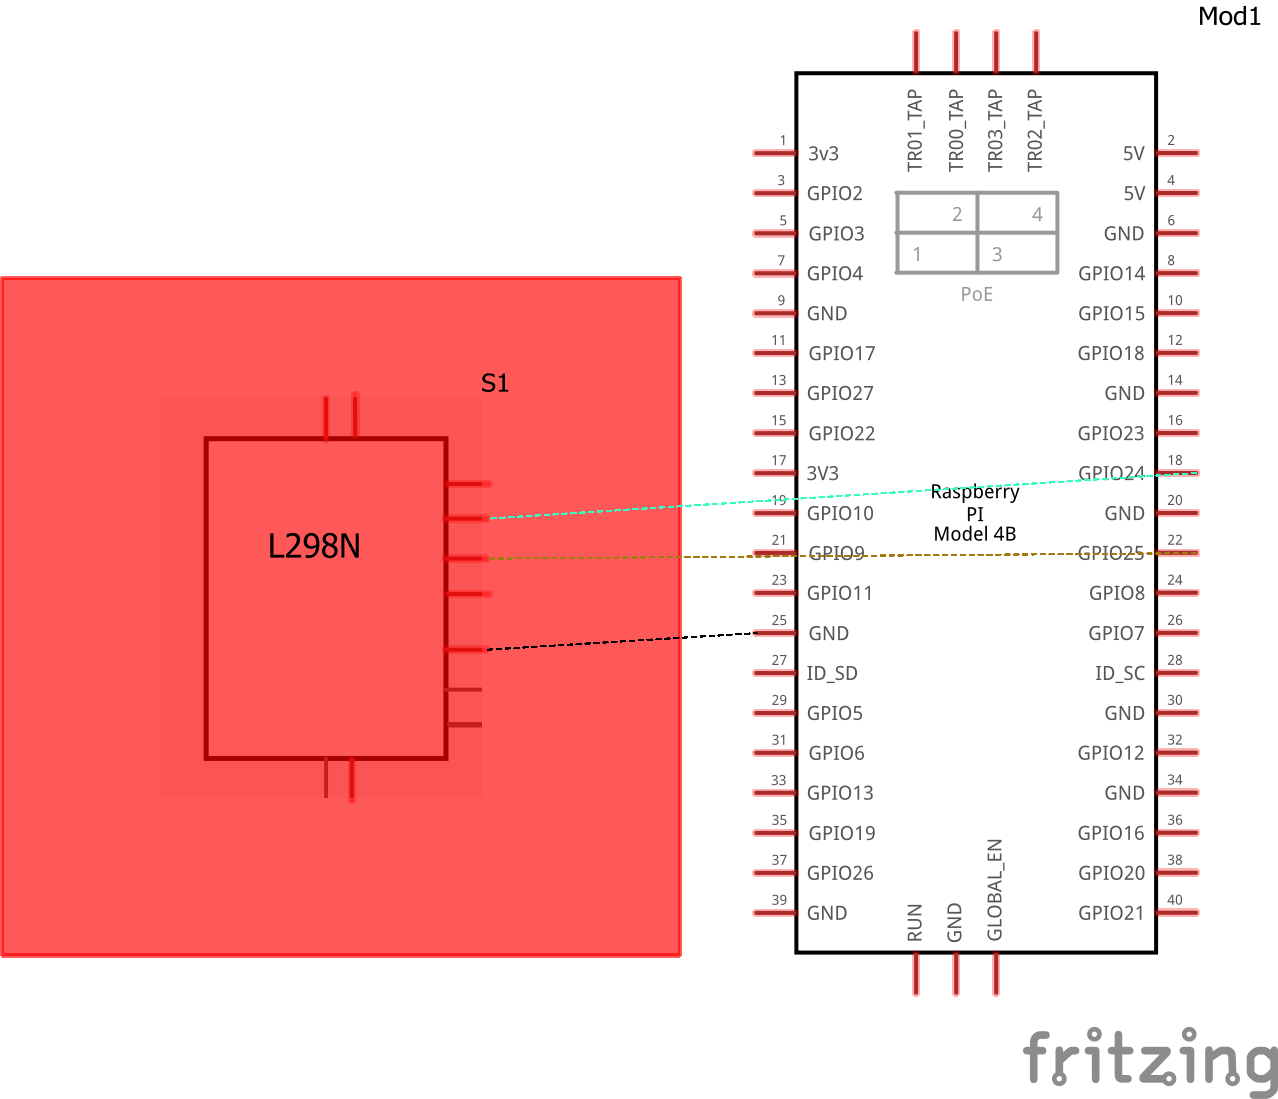 Mod1
TR01_TAP
TR00_TAP
TR03_TAP
TR02_TAP
1 3v3 5V 2
3 GPIO2 5V 4
2 4
5 GPIO3 GND 6
1 3
7 GPIO4 GPIO14 8
PoE
9 GND GPIO15 10
11 GPIO17 GPIO18 12
S1
13 GPIO27 GND 14
15 GPIO22 GPIO23 16
17 3V3 GPIO24 18
Raspberry
19 GPIO10 PI GND 20
Model 4B
L298N
21 GPIO9 GPIO25 22
23 GPIO11 GPIO8 24
25 GND GPIO7 26
27 ID_SD ID_SC 28
29 GPIO5 GND 30
31 GPIO6 GPIO12 32
33 GPIO13 GND 34
35 GPIO19 GPIO16 36
37 GPIO26 GPIO20 38
39 GND GPIO21 40
RUN
GND
GLOBAL_EN
fritzing